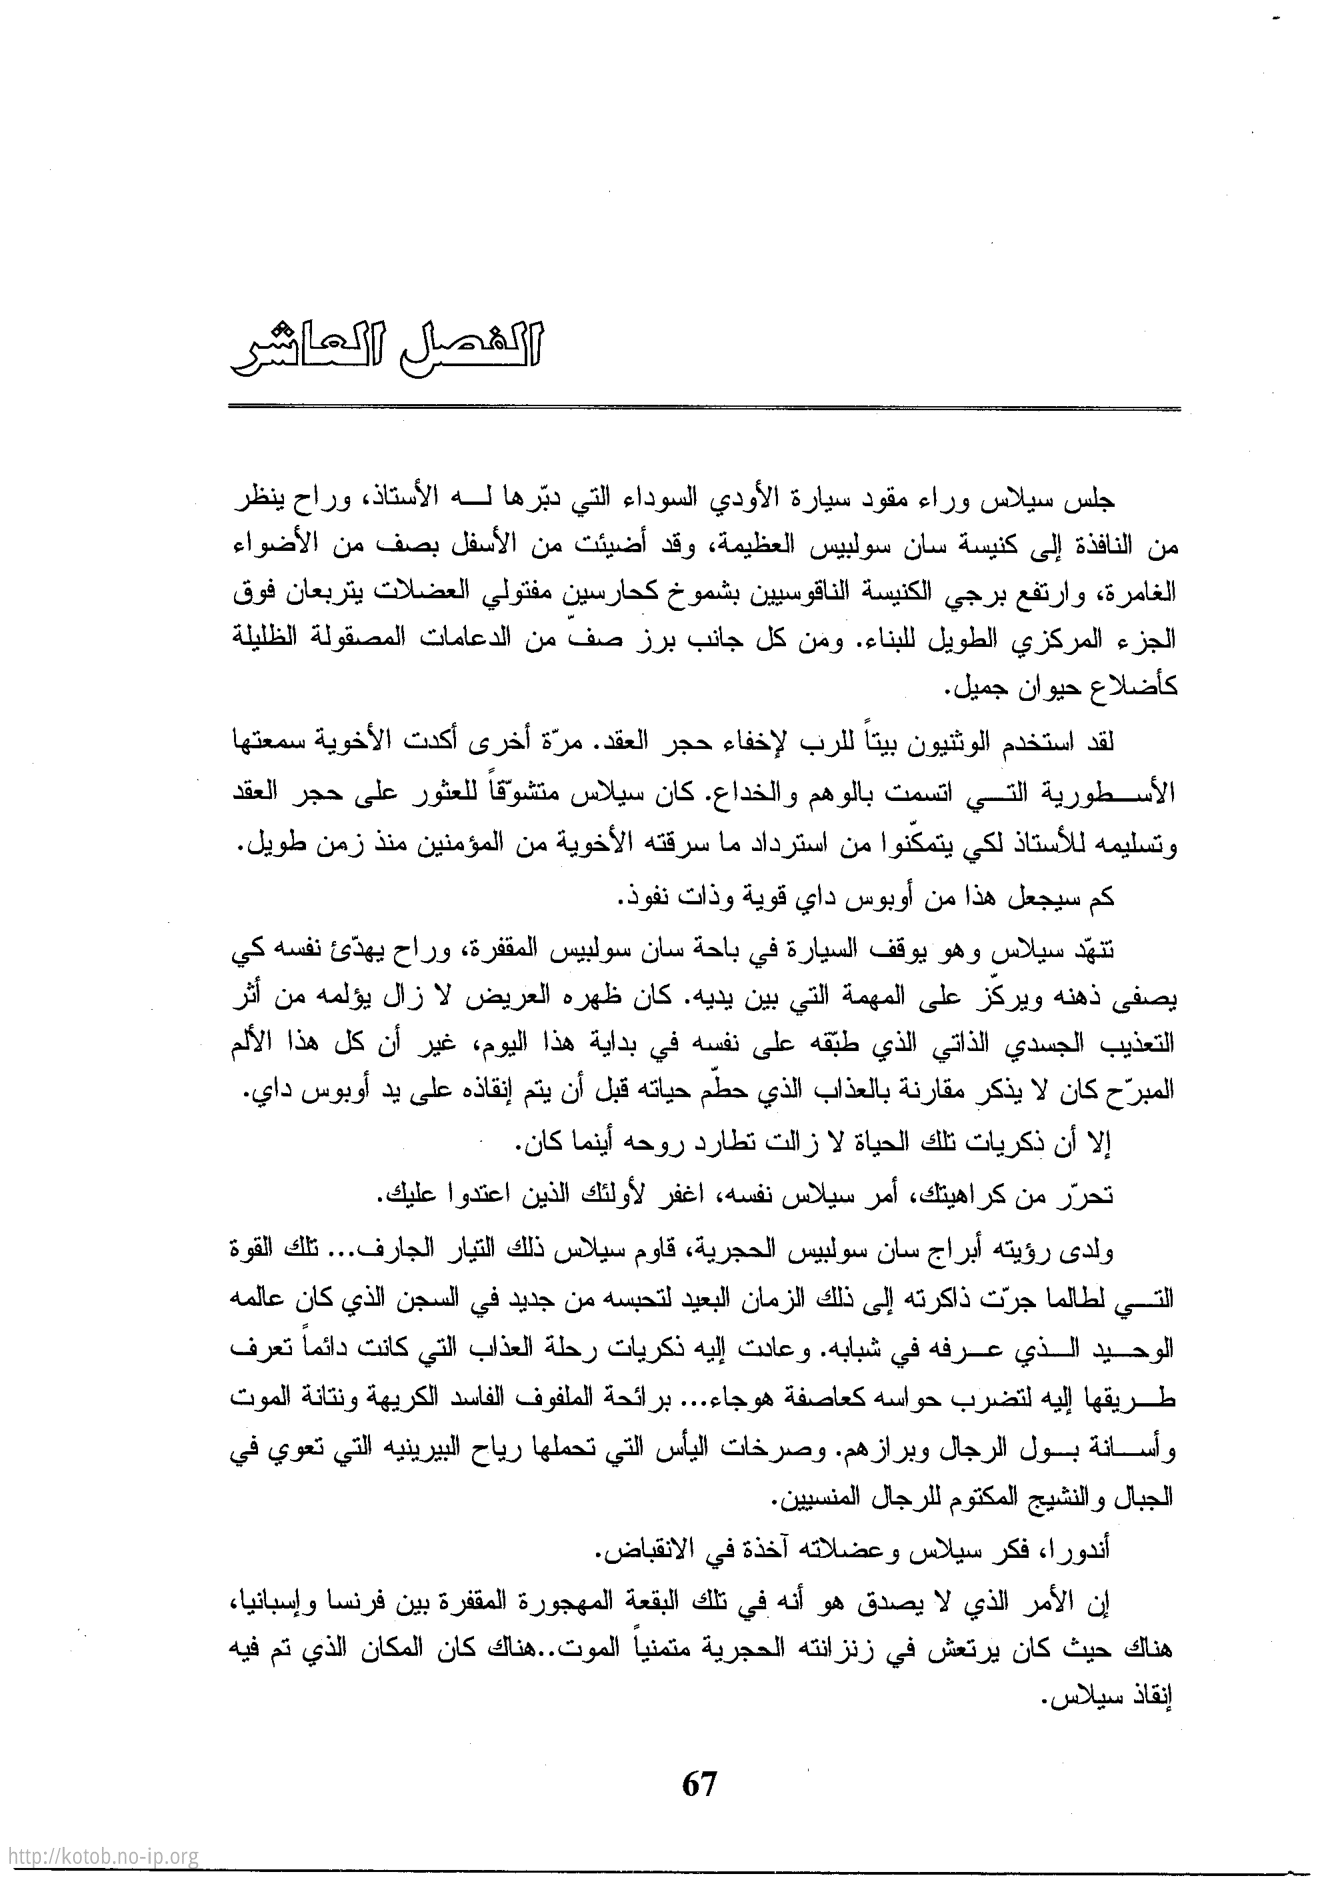 الفصل العاشر
جلس سيلاس وراء مقود سيارة الأودي السوداء التي دبّرها لـه الأستاذ، وراح ينظر
من النافذة إلى كنيسة سان سولبيس العظيمة، وقد أضيئت من الأسفل بصف من الأضواء
الغامرة، وارتفع برجي الكنيسة الناقوسيين بشموخ كحارسين مفتولي العضلات يتربعان فوق
الجزء المركزي الطويل للبناء. ومن كل جانب برز صفّ من الدعامات المصقولة الظليلة
كأضلاع حيوان جميل.
لقد استخدم الوثنيون بيتاً للرب لإخفاء حجر العقد. مرّة أخرى أكدت الأخوية سمعتها
الأسـطورية التـي اتسمت بالوهم والخداع. كان سيلاس متشوّقاً للعثور على حجر العقد
وتسليمه للأستاذ لكي يتمكّنوا من استرداد ما سرقته الأخوية من المؤمنين منذ زمن طويل.
كم سيجعل هذا من أوبوس داي قوية وذات نفوذ.
تنهّد سيلاس وهو يوقف السيارة في باحة سان سولبيس المقفرة، وراح يهدّئ نفسه كي
يصفى ذهنه ويركّز على المهمة التي بين يديه. كان ظهره العريض لا زال يؤلمه من أثر
التعذيب الجسدي الذاتي الذي طبّقه على نفسه في بداية هذا اليوم، غير أن كل هذا الألم
المبرّح كان لا يذكر مقارنة بالعذاب الذي حطّم حياته قبل أن يتم إنقاذه على يد أوبوس داي.
إلا أن ذكريات تلك الحياة لا زالت تطارد روحه أينما كان.
تحرّر من كراهيتك، أمر سيلاس نفسه، اغفر لأولئك الذين اعتدوا عليك.
ولدى رؤيته أبراج سان سولبيس الحجرية، قاوم سيلاس ذلك التيار الجارف... تلك القوة
التـي لطالما جرّت ذاكرته إلى ذلك الزمان البعيد لتحبسه من جديد في السجن الذي كان عالمه
الوحـيد الـذي عـرفه في شبابه. وعادت إليه ذكريات رحلة العذاب التي كانت دائماً تعرف
طـريقها إليه لتضرب حواسه كعاصفة هوجاء... برائحة الملفوف الفاسد الكريهة ونتانة الموت
وأسـانة بـول الرجال وبرازهم. وصرخات اليأس التي تحملها رياح البيرينيه التي تعوي في
الجبال والنشيج المكتوم للرجال المنسيين.
أندورا، فكر سيلاس وعضلاته آخذة في الانقباض.
إن الأمر الذي لا يصدق هو أنه في تلك البقعة المهجورة المقفرة بين فرنسا وإسبانيا،
هناك حيث كان يرتعش في زنزانته الحجرية متمنياً الموت..هناك كان المكان الذي تم فيه
إنقاذ سيلاس.
67
http://kotob.no-ip.org